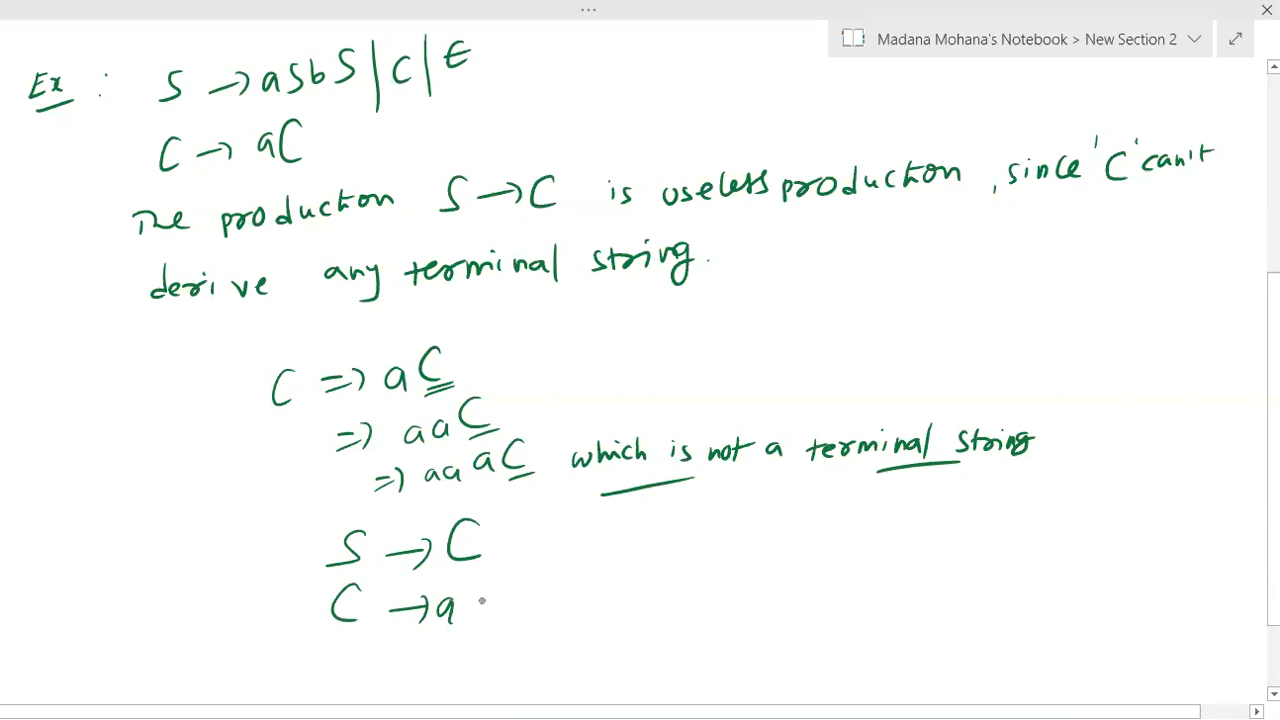 Madana Mohana's Notebook > New Section 2
Ex : S → aSbS | C | ε
C → aC
The production S → C is useless production, since 'C' can't
derive any terminal string.
C ⇒ aC
⇒ aaC
⇒ aaaC which is not a terminal string
S → C
C → a